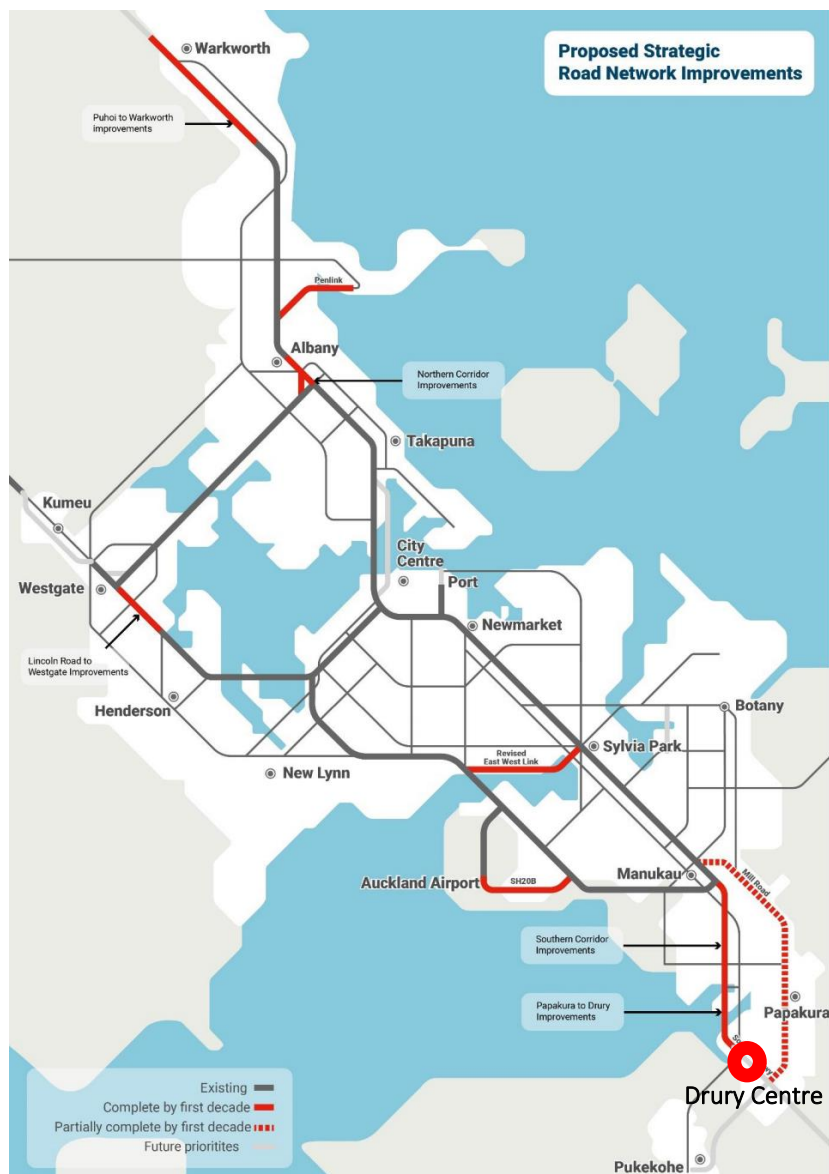 Proposed Strategic
Road Network Improvements
Warkworth
Puhoi to Warkworth
improvements
Penlink
Albany
Northern Corridor
Improvements
Takapuna
Kumeu
City
Centre
Port
Westgate
Newmarket
Lincoln Road to
Westgate Improvements
Henderson
Botany
Revised
East West Link
Sylvia Park
New Lynn
Manukau
Mill Road
Auckland Airport
SH20B
Southern Corridor
Improvements
Papakura to Drury
Improvements
Papakura
Drury Centre
Existing
Complete by first decade
Partially complete by first decade
Future prioritites
Pukekohe